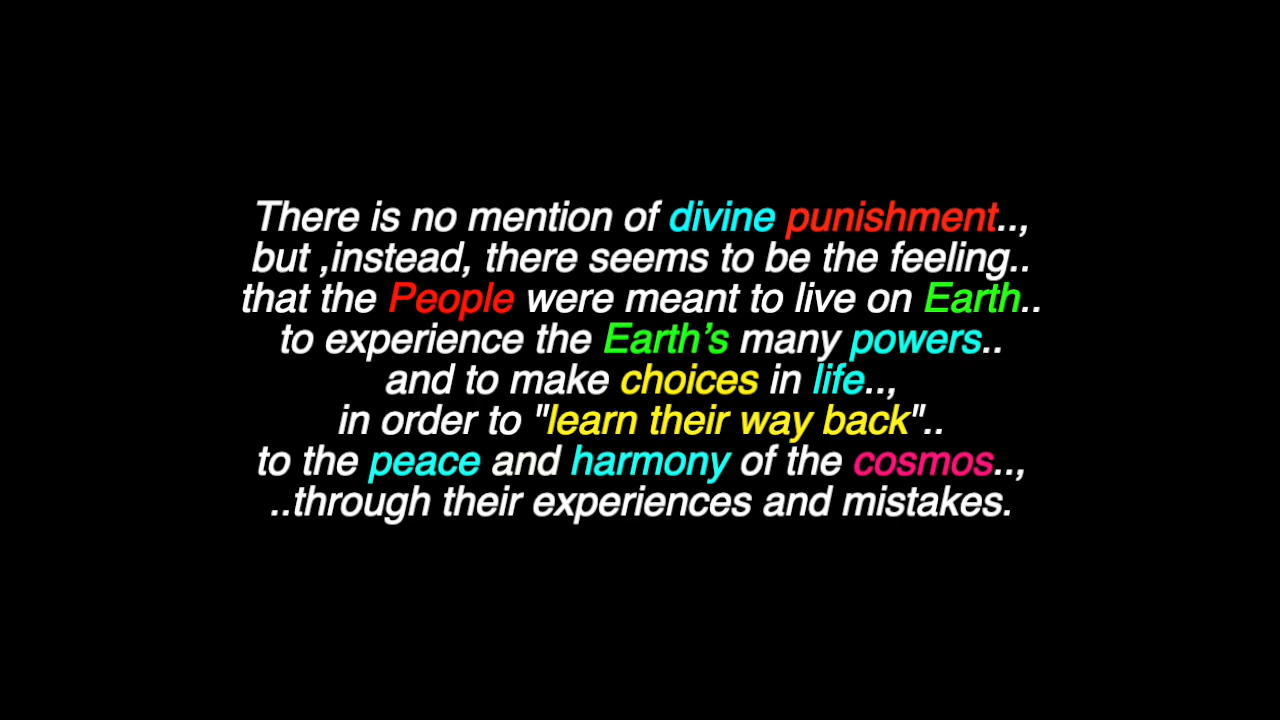 There is no mention of divine punishment..,
but ,instead, there seems to be the feeling..
that the People were meant to live on Earth..
to experience the Earth’s many powers..
and to make choices in life..,
in order to "learn their way back"..
to the peace and harmony of the cosmos..,
..through their experiences and mistakes.